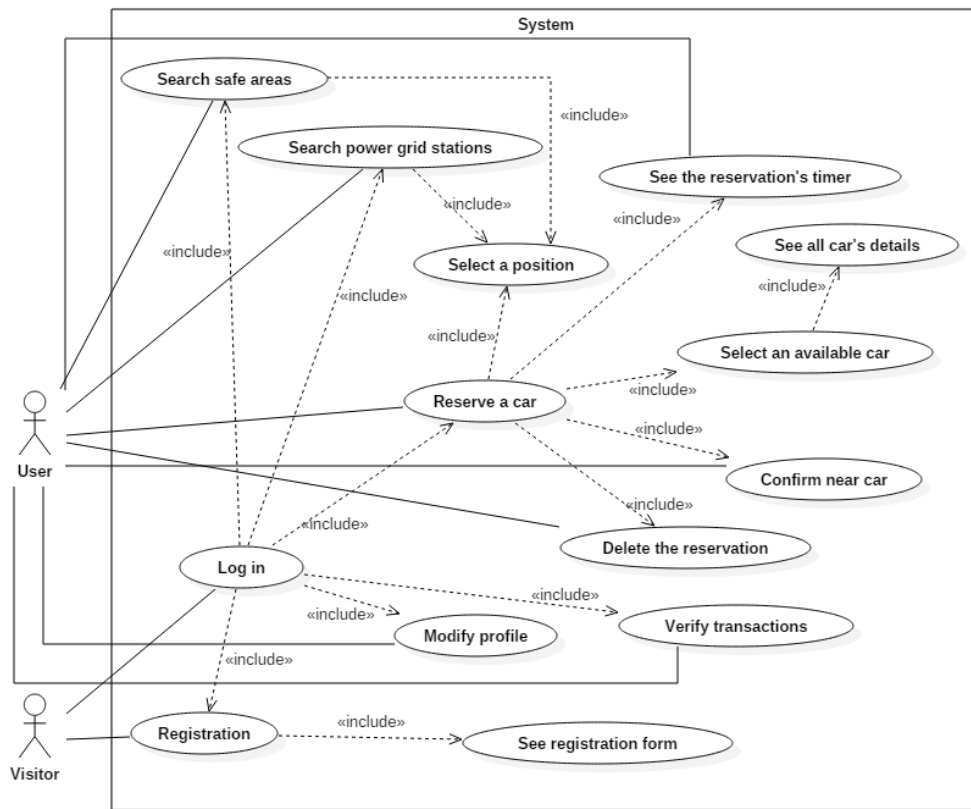 System
Search safe areas
«include»
Search power grid stations
See the reservation's timer
«include»
«include»
See all car's details
«include»
Select a position
«include»
«include»
«include»
Select an available car
Reserve a car
«include»
«include»
User
Confirm near car
«include»
«include»
Delete the reservation
Log in
«include»
«include»
Verify transactions
Modify profile
«include»
«include»
Registration
See registration form
Visitor